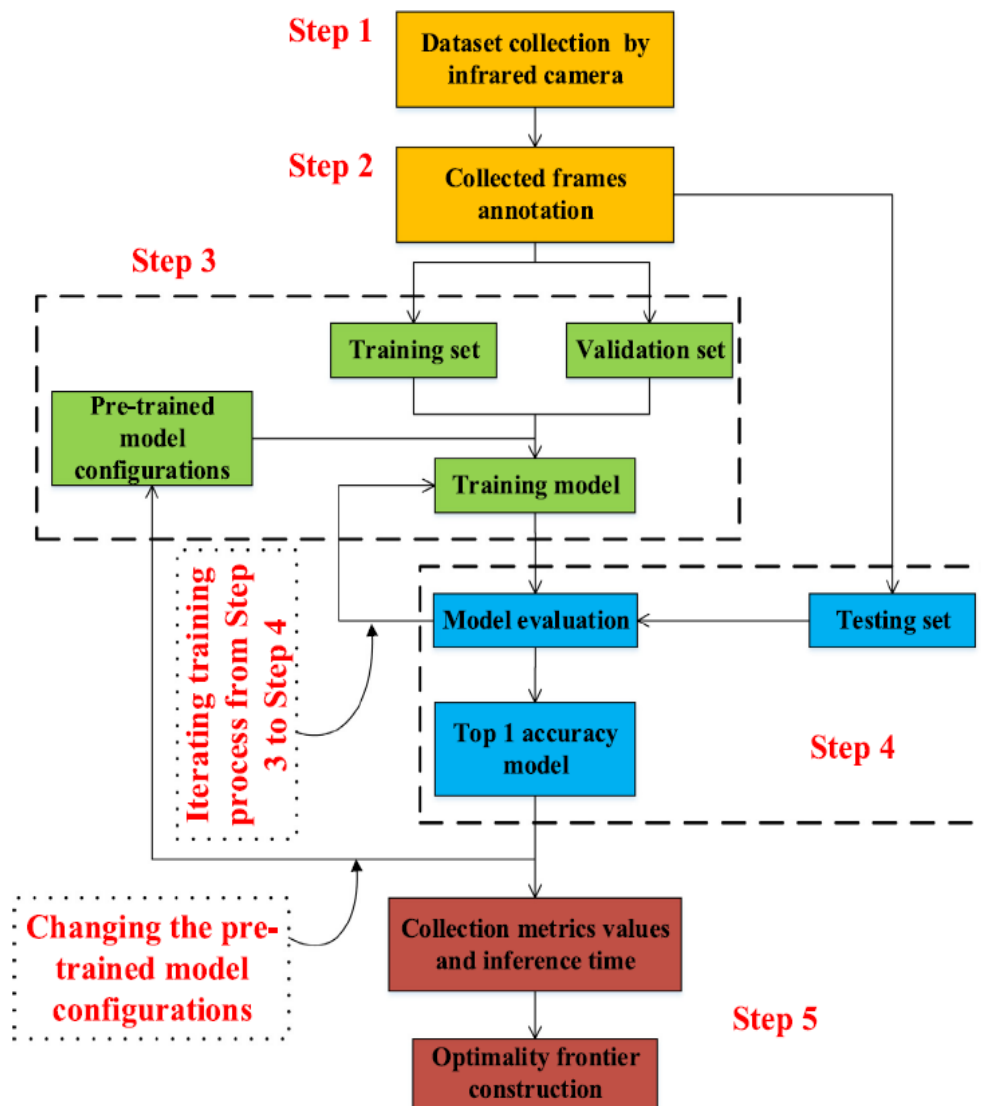 Step 1
Dataset collection by
infrared camera
Step 2
Collected frames
annotation
Step 3
Training set
Validation set
Pre-trained
model
configurations
Training model
Iterating training
process from Step
3 to Step 4
Model evaluation
Testing set
Top 1 accuracy
model
Step 4
Changing the pre-
trained model
configurations
Collection metrics values
and inference time
Step 5
Optimality frontier
construction